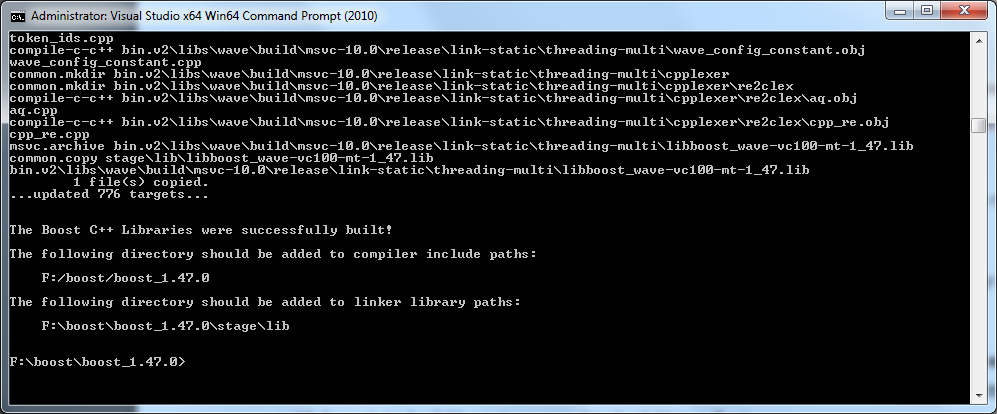 Administrator: Visual Studio x64 Win64 Command Prompt (2010)
token_ids.cpp
compile-c-c++ bin.v2\libs\wave\build\msvc-10.0\release\link-static\threading-multi\wave_config_constant.obj
wave_config_constant.cpp
common.mkdir bin.v2\libs\wave\build\msvc-10.0\release\link-static\threading-multi\cpplexer
common.mkdir bin.v2\libs\wave\build\msvc-10.0\release\link-static\threading-multi\cpplexer\re2clex
compile-c-c++ bin.v2\libs\wave\build\msvc-10.0\release\link-static\threading-multi\cpplexer\re2clex\aq.obj
aq.cpp
compile-c-c++ bin.v2\libs\wave\build\msvc-10.0\release\link-static\threading-multi\cpplexer\re2clex\cpp_re.obj
cpp_re.cpp
msvc.archive bin.v2\libs\wave\build\msvc-10.0\release\link-static\threading-multi\libboost_wave-vc100-mt-1_47.lib
common.copy stage\lib\libboost_wave-vc100-mt-1_47.lib
bin.v2\libs\wave\build\msvc-10.0\release\link-static\threading-multi\libboost_wave-vc100-mt-1_47.lib
        1 file(s) copied.
...updated 776 targets...
The Boost C++ Libraries were successfully built!
The following directory should be added to compiler include paths:
    F:/boost/boost_1.47.0
The following directory should be added to linker library paths:
    F:\boost\boost_1.47.0\stage\lib
F:\boost\boost_1.47.0>